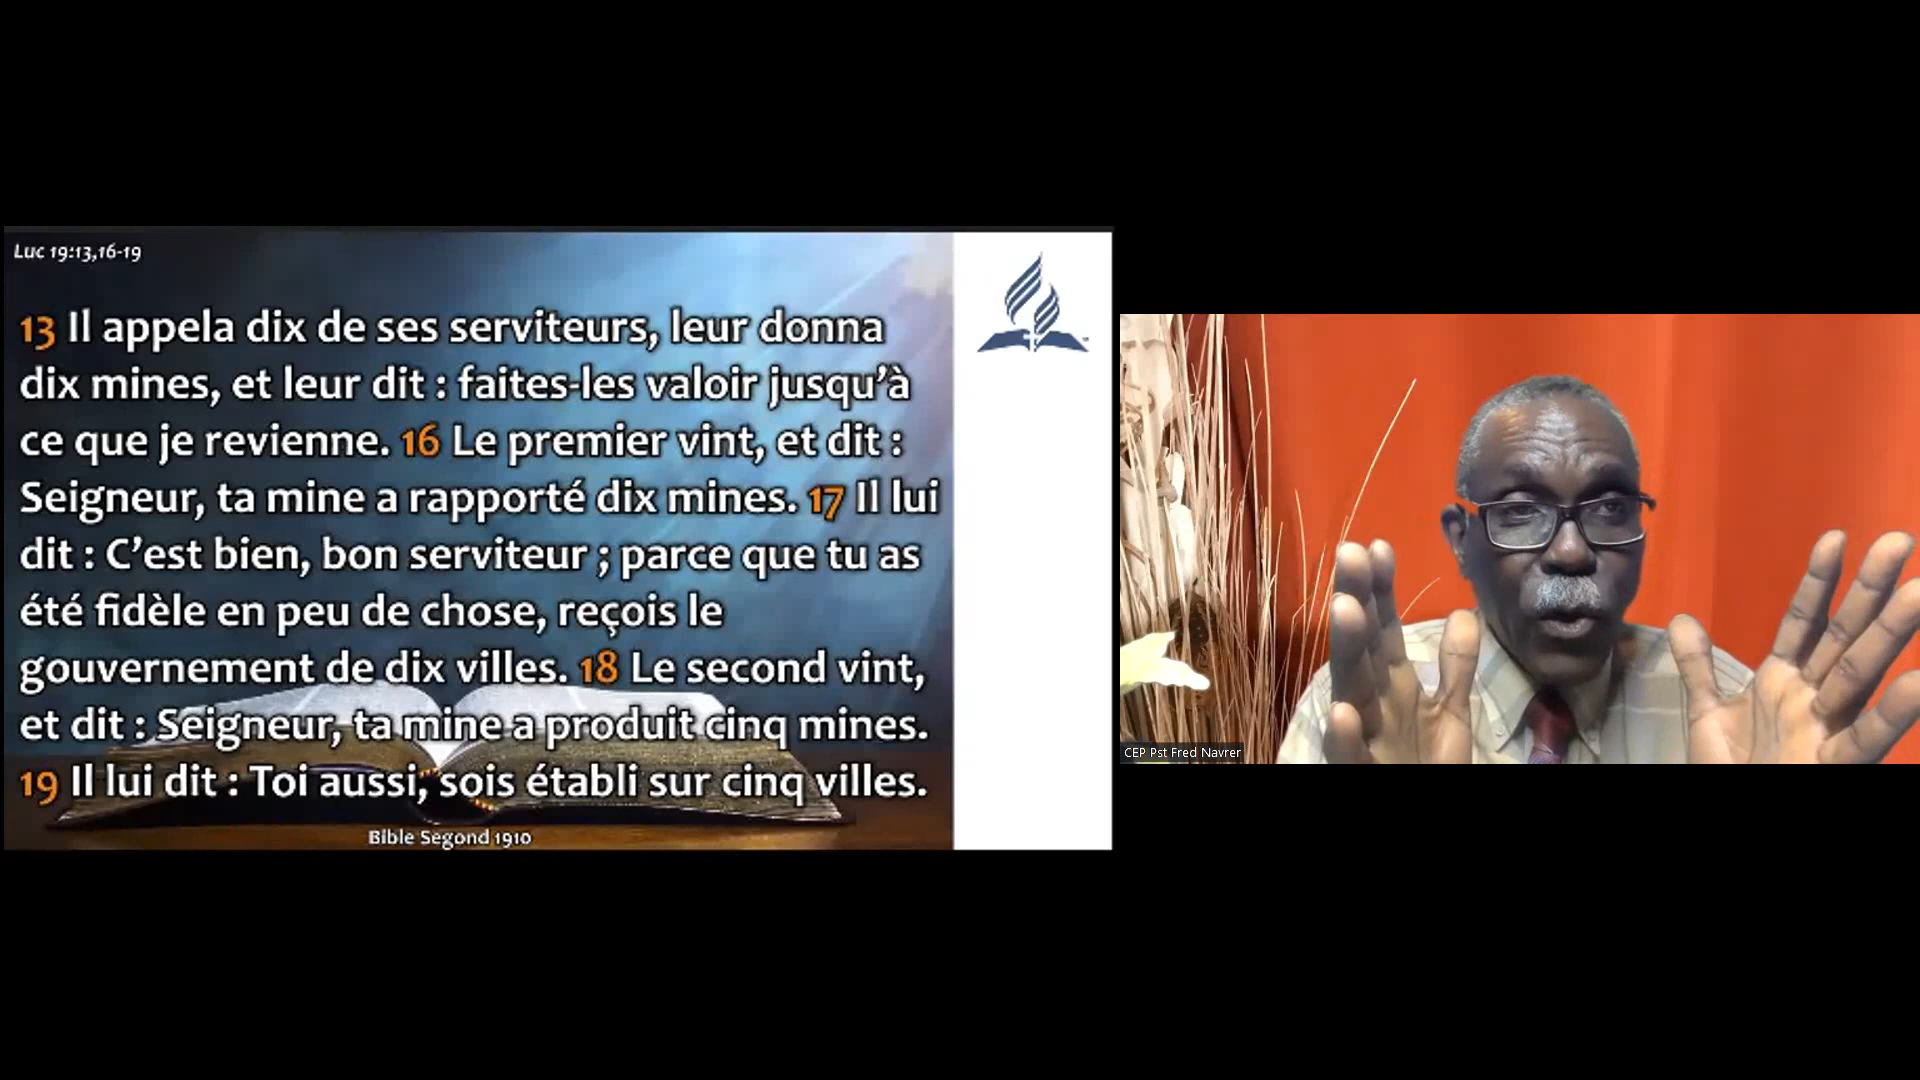 Luc 19:13,16-19
13 Il appela dix de ses serviteurs, leur donna
dix mines, et leur dit : faites-les valoir jusqu’à
ce que je revienne. 16 Le premier vint, et dit :
Seigneur, ta mine a rapporté dix mines. 17 Il lui
dit : C’est bien, bon serviteur ; parce que tu as
été fidèle en peu de chose, reçois le
gouvernement de dix villes. 18 Le second vint,
et dit : Seigneur, ta mine a produit cinq mines.
19 Il lui dit : Toi aussi, sois établi sur cinq villes.
Bible Segond 1910
CEP Pst Fred Navrer